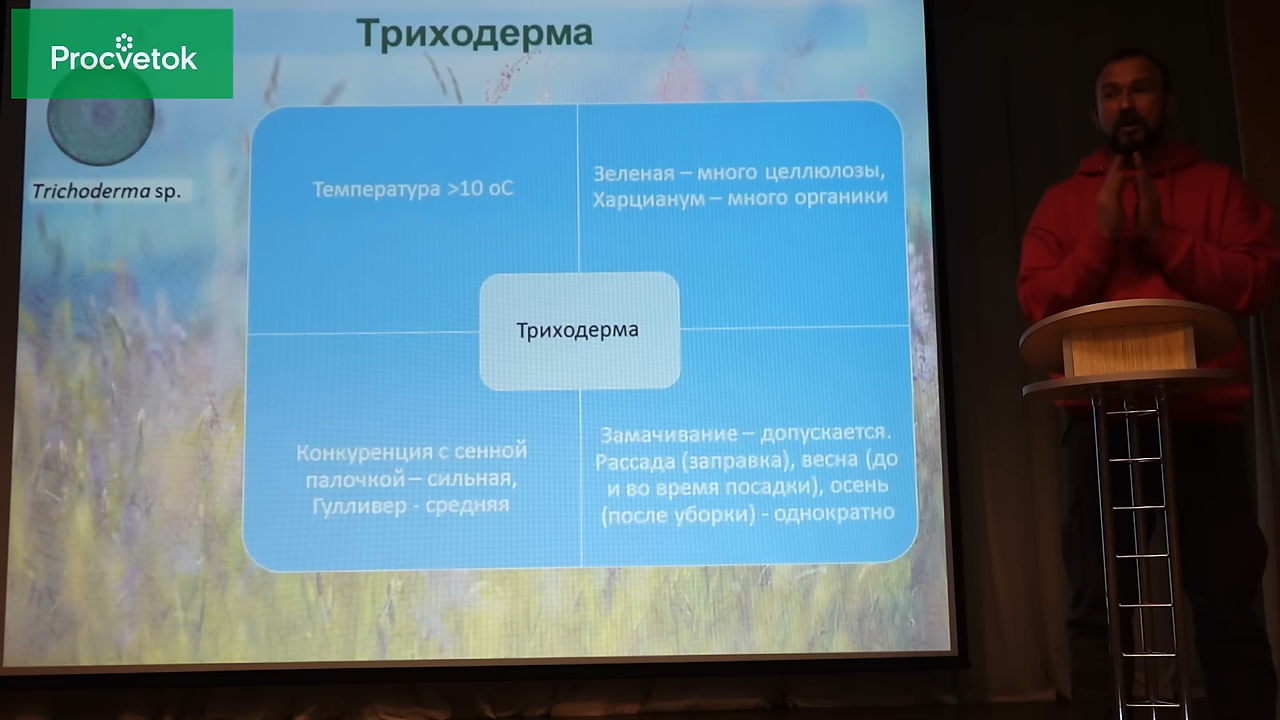 Триходерма
Procvetok
Trichoderma sp.
Температура >10 оС
Зеленая – много целлюлозы,
Харцианум – много органики
Триходерма
Конкуренция с сенной
палочкой – сильная,
Гулливер - средняя
Замачивание – допускается.
Рассада (заправка), весна (до
и во время посадки), осень
(после уборки) - однократно